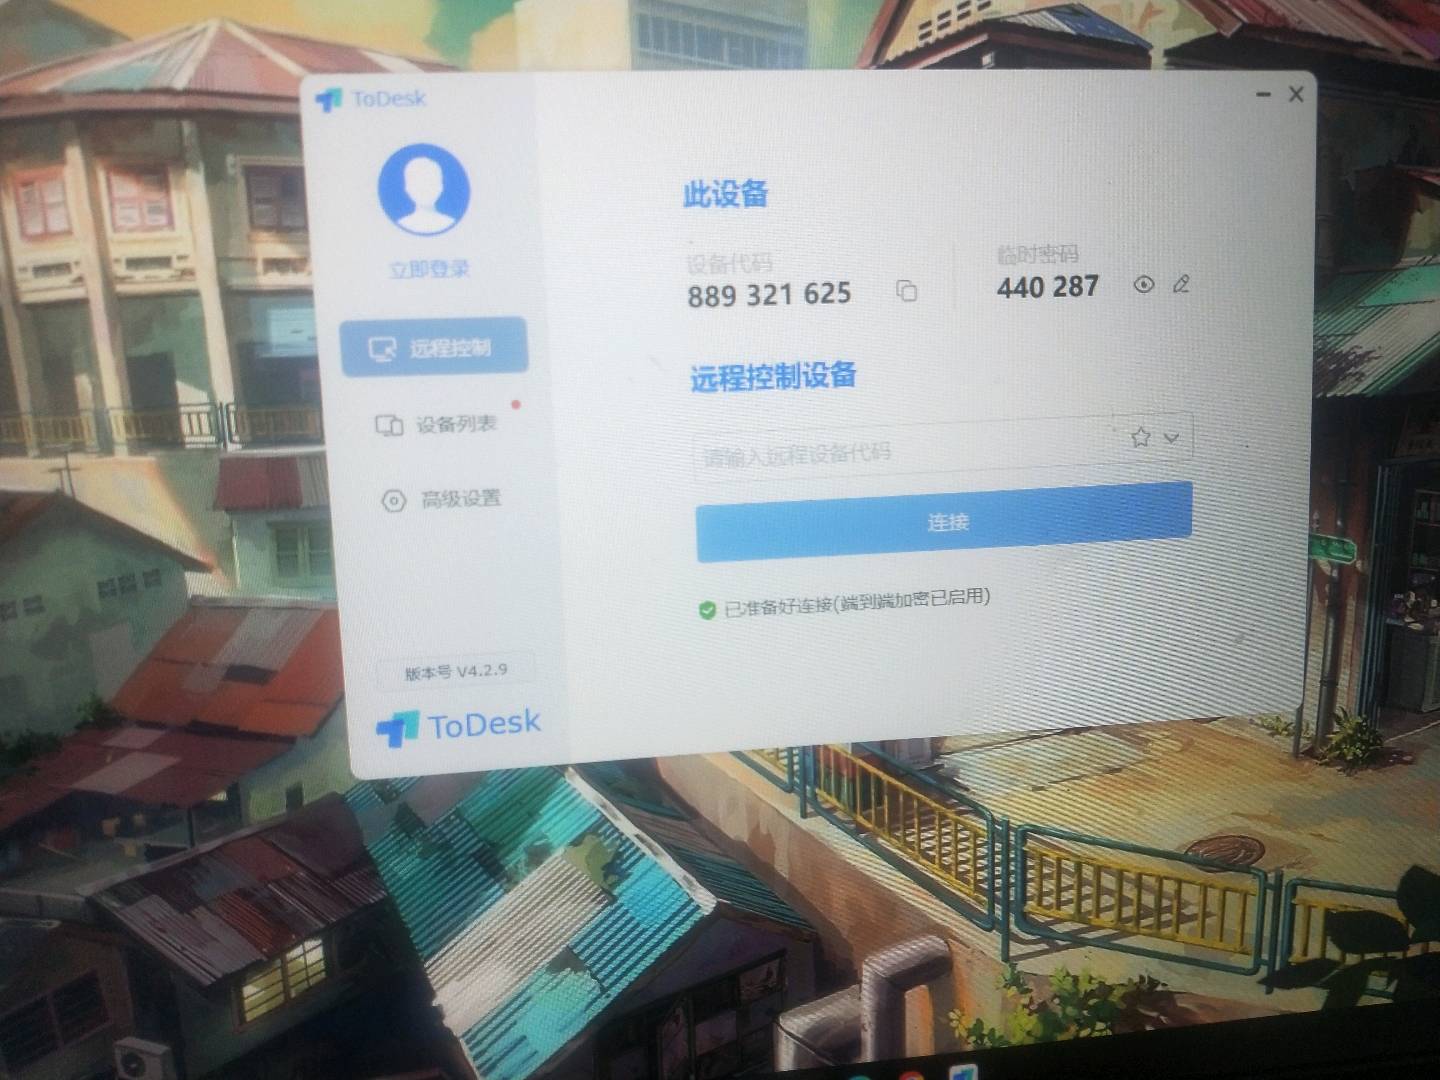 ToDesk
立即登录
远程控制
设备列表
高级设置
版本号 V4.2.9
ToDesk
此设备
设备代码
889 321 625
临时密码
440 287
远程控制设备
请输入远程设备代码
连接
已准备好连接(端到端加密已启用)